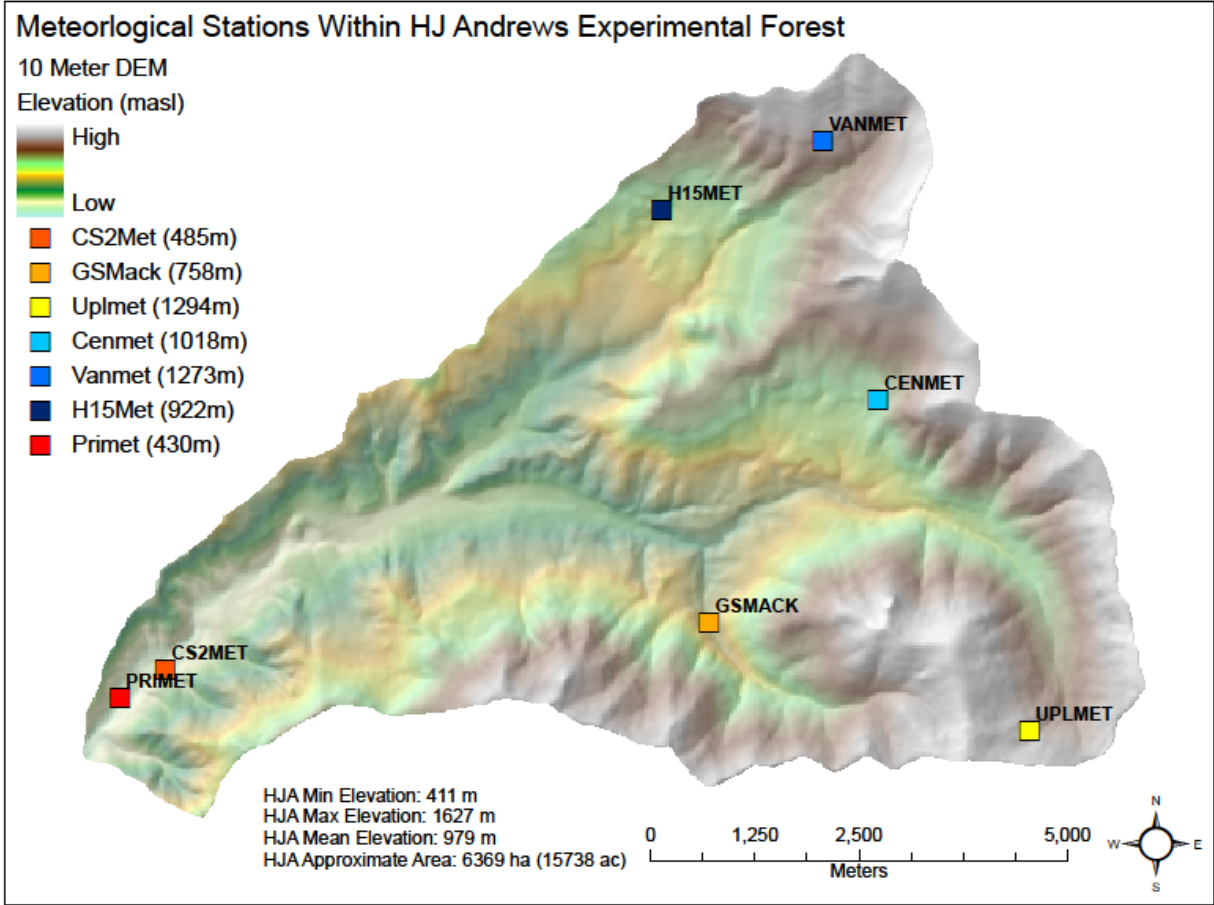 Meteorlogical Stations Within HJ Andrews Experimental Forest
10 Meter DEM
Elevation (masl)
High
Low
CS2Met (485m)
GSMack (758m)
Uplmet (1294m)
Cenmet (1018m)
Vanmet (1273m)
H15Met (922m)
Primet (430m)
VANMET
H15MET
CENMET
GSMACK
CS2MET
PRIMET
UPLMET
HJA Min Elevation: 411 m
HJA Max Elevation: 1627 m
HJA Mean Elevation: 979 m
HJA Approximate Area: 6369 ha (15738 ac)
0 1,250 2,500 5,000
Meters
N
W E
S